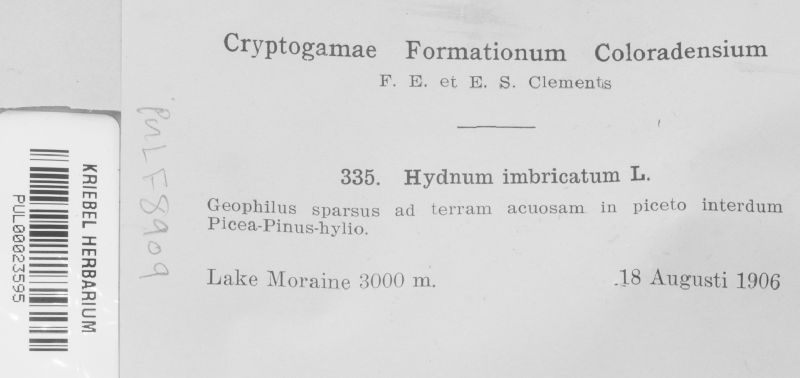 Cryptogamae Formationum Coloradensium
F. E. et E. S. Clements
335. Hydnum imbricatum L.
Geophilus sparsus ad terram acuosam in piceto interdum
Picea-Pinus-hylio.
Lake Moraine 3000 m. .18 Augusti 1906
PUL F8909
KRIEBEL HERBARIUM
PUL00023595